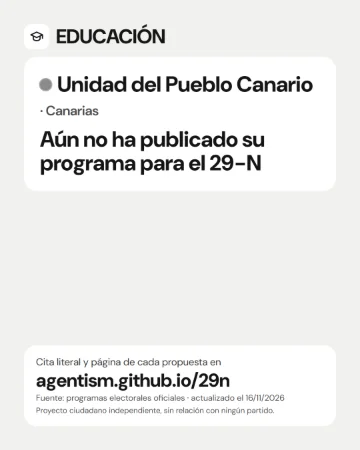 EDUCACIÓN
Unidad del Pueblo Canario
· Canarias
Aún no ha publicado su
programa para el 29-N
Cita literal y página de cada propuesta en
agentism.github.io/29n
Fuente: programas electorales oficiales · actualizado el 16/11/2026
Proyecto ciudadano independiente, sin relación con ningún partido.